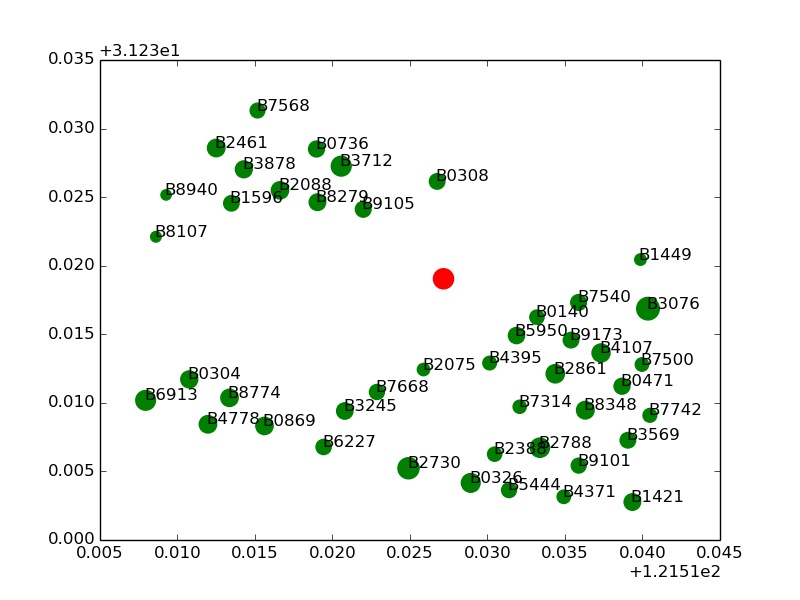 +3.123e1
0.035
B7568
0.030
B2461
B0736
B3878
B3712
B0308
B8940
B2088
0.025
B1596
B8279
B9105
B8107
B1449
0.020
B7540
B3076
B0140
0.015
B5950
B9173
B4107
B4395
B7500
B2075
B2861
B0304
B0471
B7668
B6913
B8774
0.010
B3245
B7314
B8348
B7742
B4778
B0869
B3569
B6227
B2388
B2788
B2730
B9101
0.005
B0326
B5444
B4371
B1421
0.000
0.005
0.010
0.015
0.020
0.025
0.030
0.035
0.040
0.045
+1.2151e2